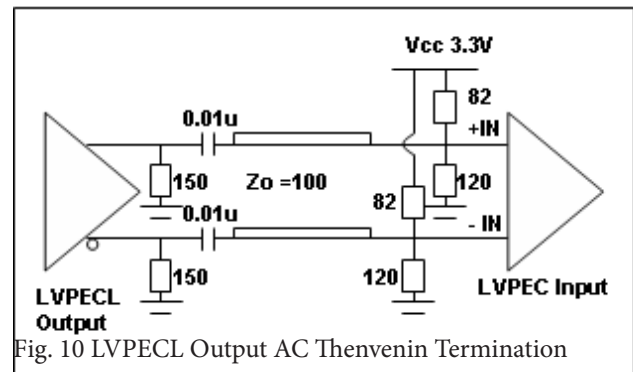 Vcc 3.3V
82
0.01u
+IN
150
Zo =100
120
82
0.01u
- IN
150
120
LVPECL
Output
LVPEC Input
Fig. 10 LVPECL Output AC Thenvenin Termination